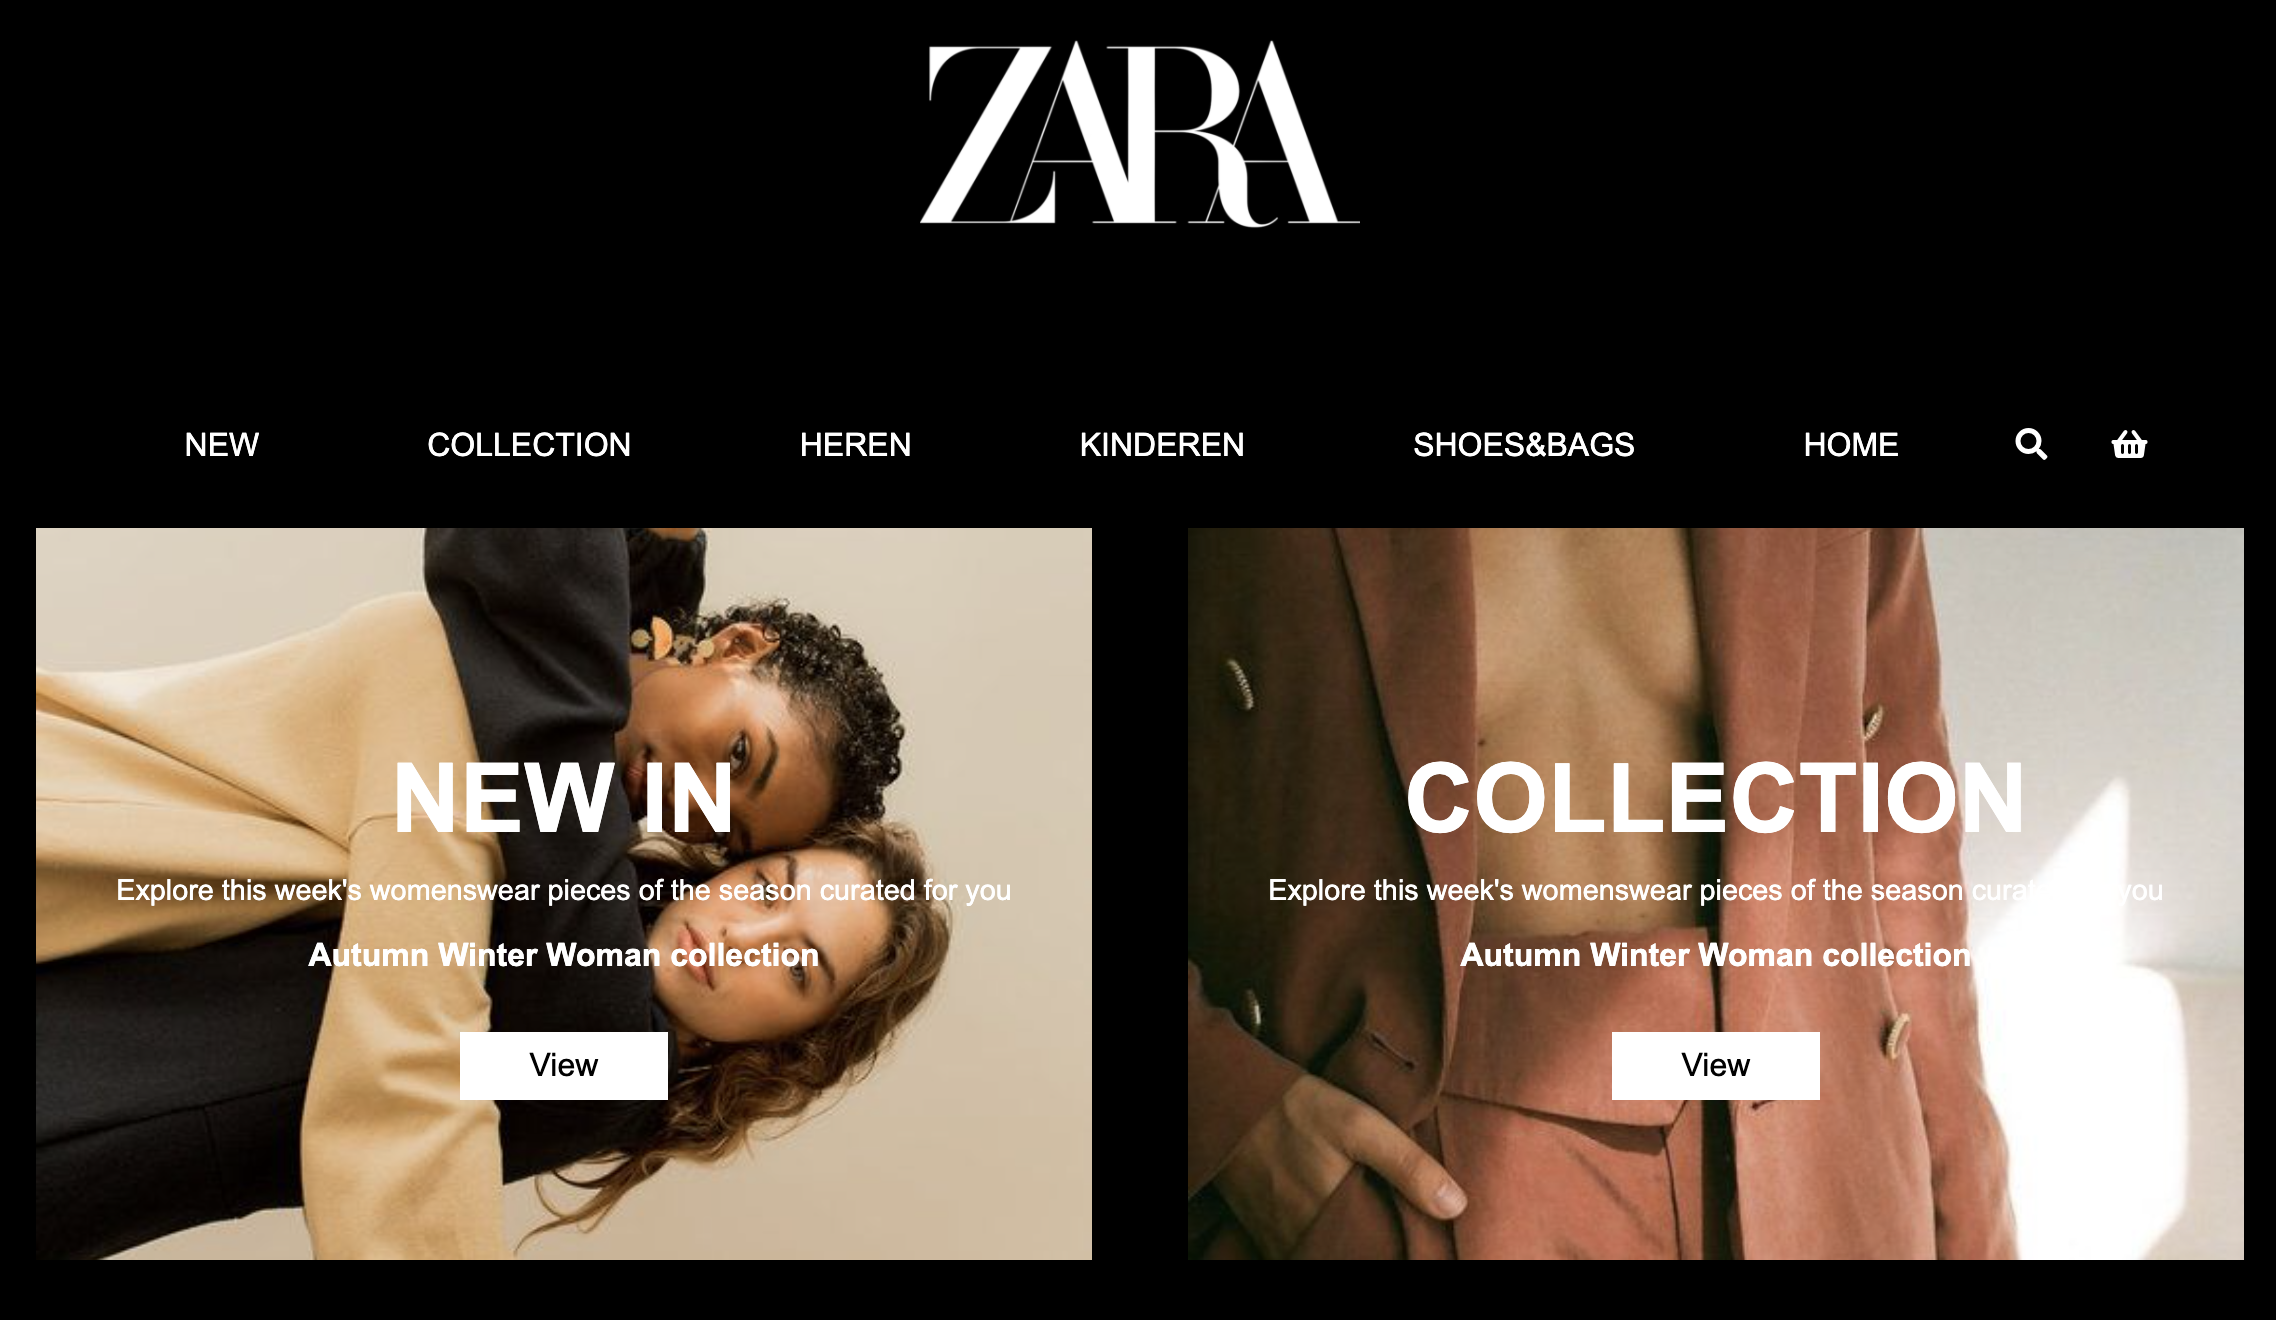 ZARA
NEW COLLECTION HEREN KINDEREN SHOES&BAGS HOME
NEW IN
Explore this week's womenswear pieces of the season curated for you
Autumn Winter Woman collection
View
COLLECTION
Explore this week's womenswear pieces of the season you
Autumn Winter Woman collection
View